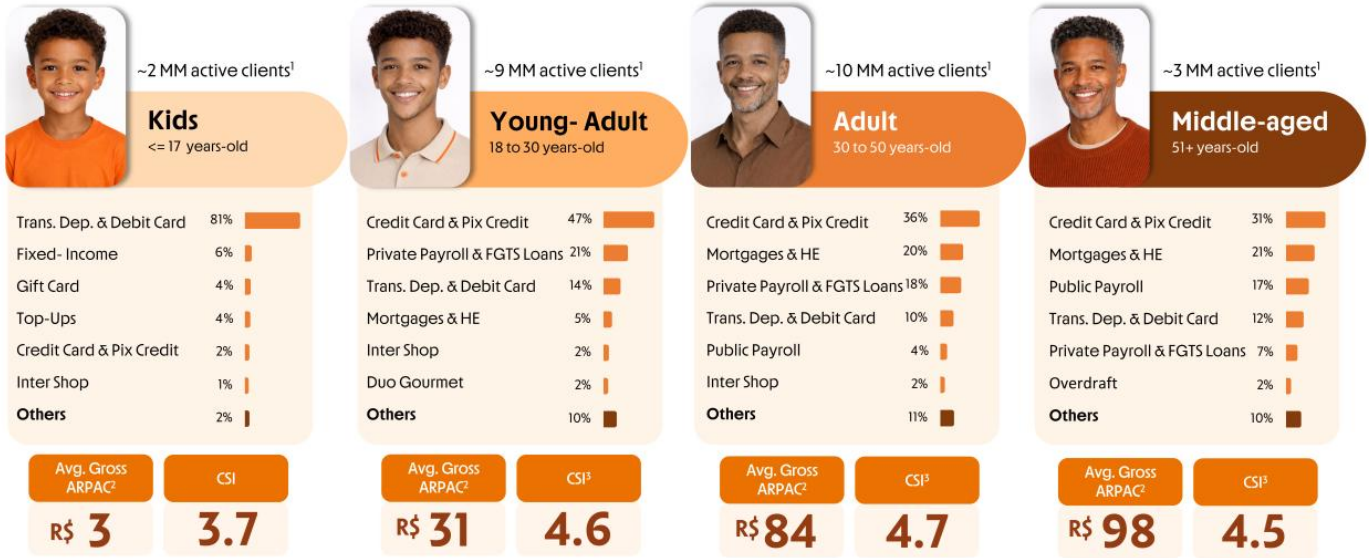 ~2 MM active clients¹
Kids
<= 17 years-old
Trans. Dep. & Debit Card 81%
Fixed- Income 6%
Gift Card 4%
Top-Ups 4%
Credit Card & Pix Credit 2%
Inter Shop 1%
Others 2%
Avg. Gross
ARPAC²
CSI
R$ 3
3.7
~9 MM active clients¹
Young- Adult
18 to 30 years-old
Credit Card & Pix Credit 47%
Private Payroll & FGTS Loans 21%
Trans. Dep. & Debit Card 14%
Mortgages & HE 5%
Inter Shop 2%
Duo Gourmet 2%
Others 10%
Avg. Gross
ARPAC²
CSI³
R$ 31
4.6
~10 MM active clients¹
Adult
30 to 50 years-old
Credit Card & Pix Credit 36%
Mortgages & HE 20%
Private Payroll & FGTS Loans 18%
Trans. Dep. & Debit Card 10%
Public Payroll 4%
Inter Shop 2%
Others 11%
Avg. Gross
ARPAC²
CSI³
R$ 84
4.7
~3 MM active clients¹
Middle-aged
51+ years-old
Credit Card & Pix Credit 31%
Mortgages & HE 21%
Public Payroll 17%
Trans. Dep. & Debit Card 12%
Private Payroll & FGTS Loans 7%
Overdraft 2%
Others 10%
Avg. Gross
ARPAC²
CSI³
R$ 98
4.5